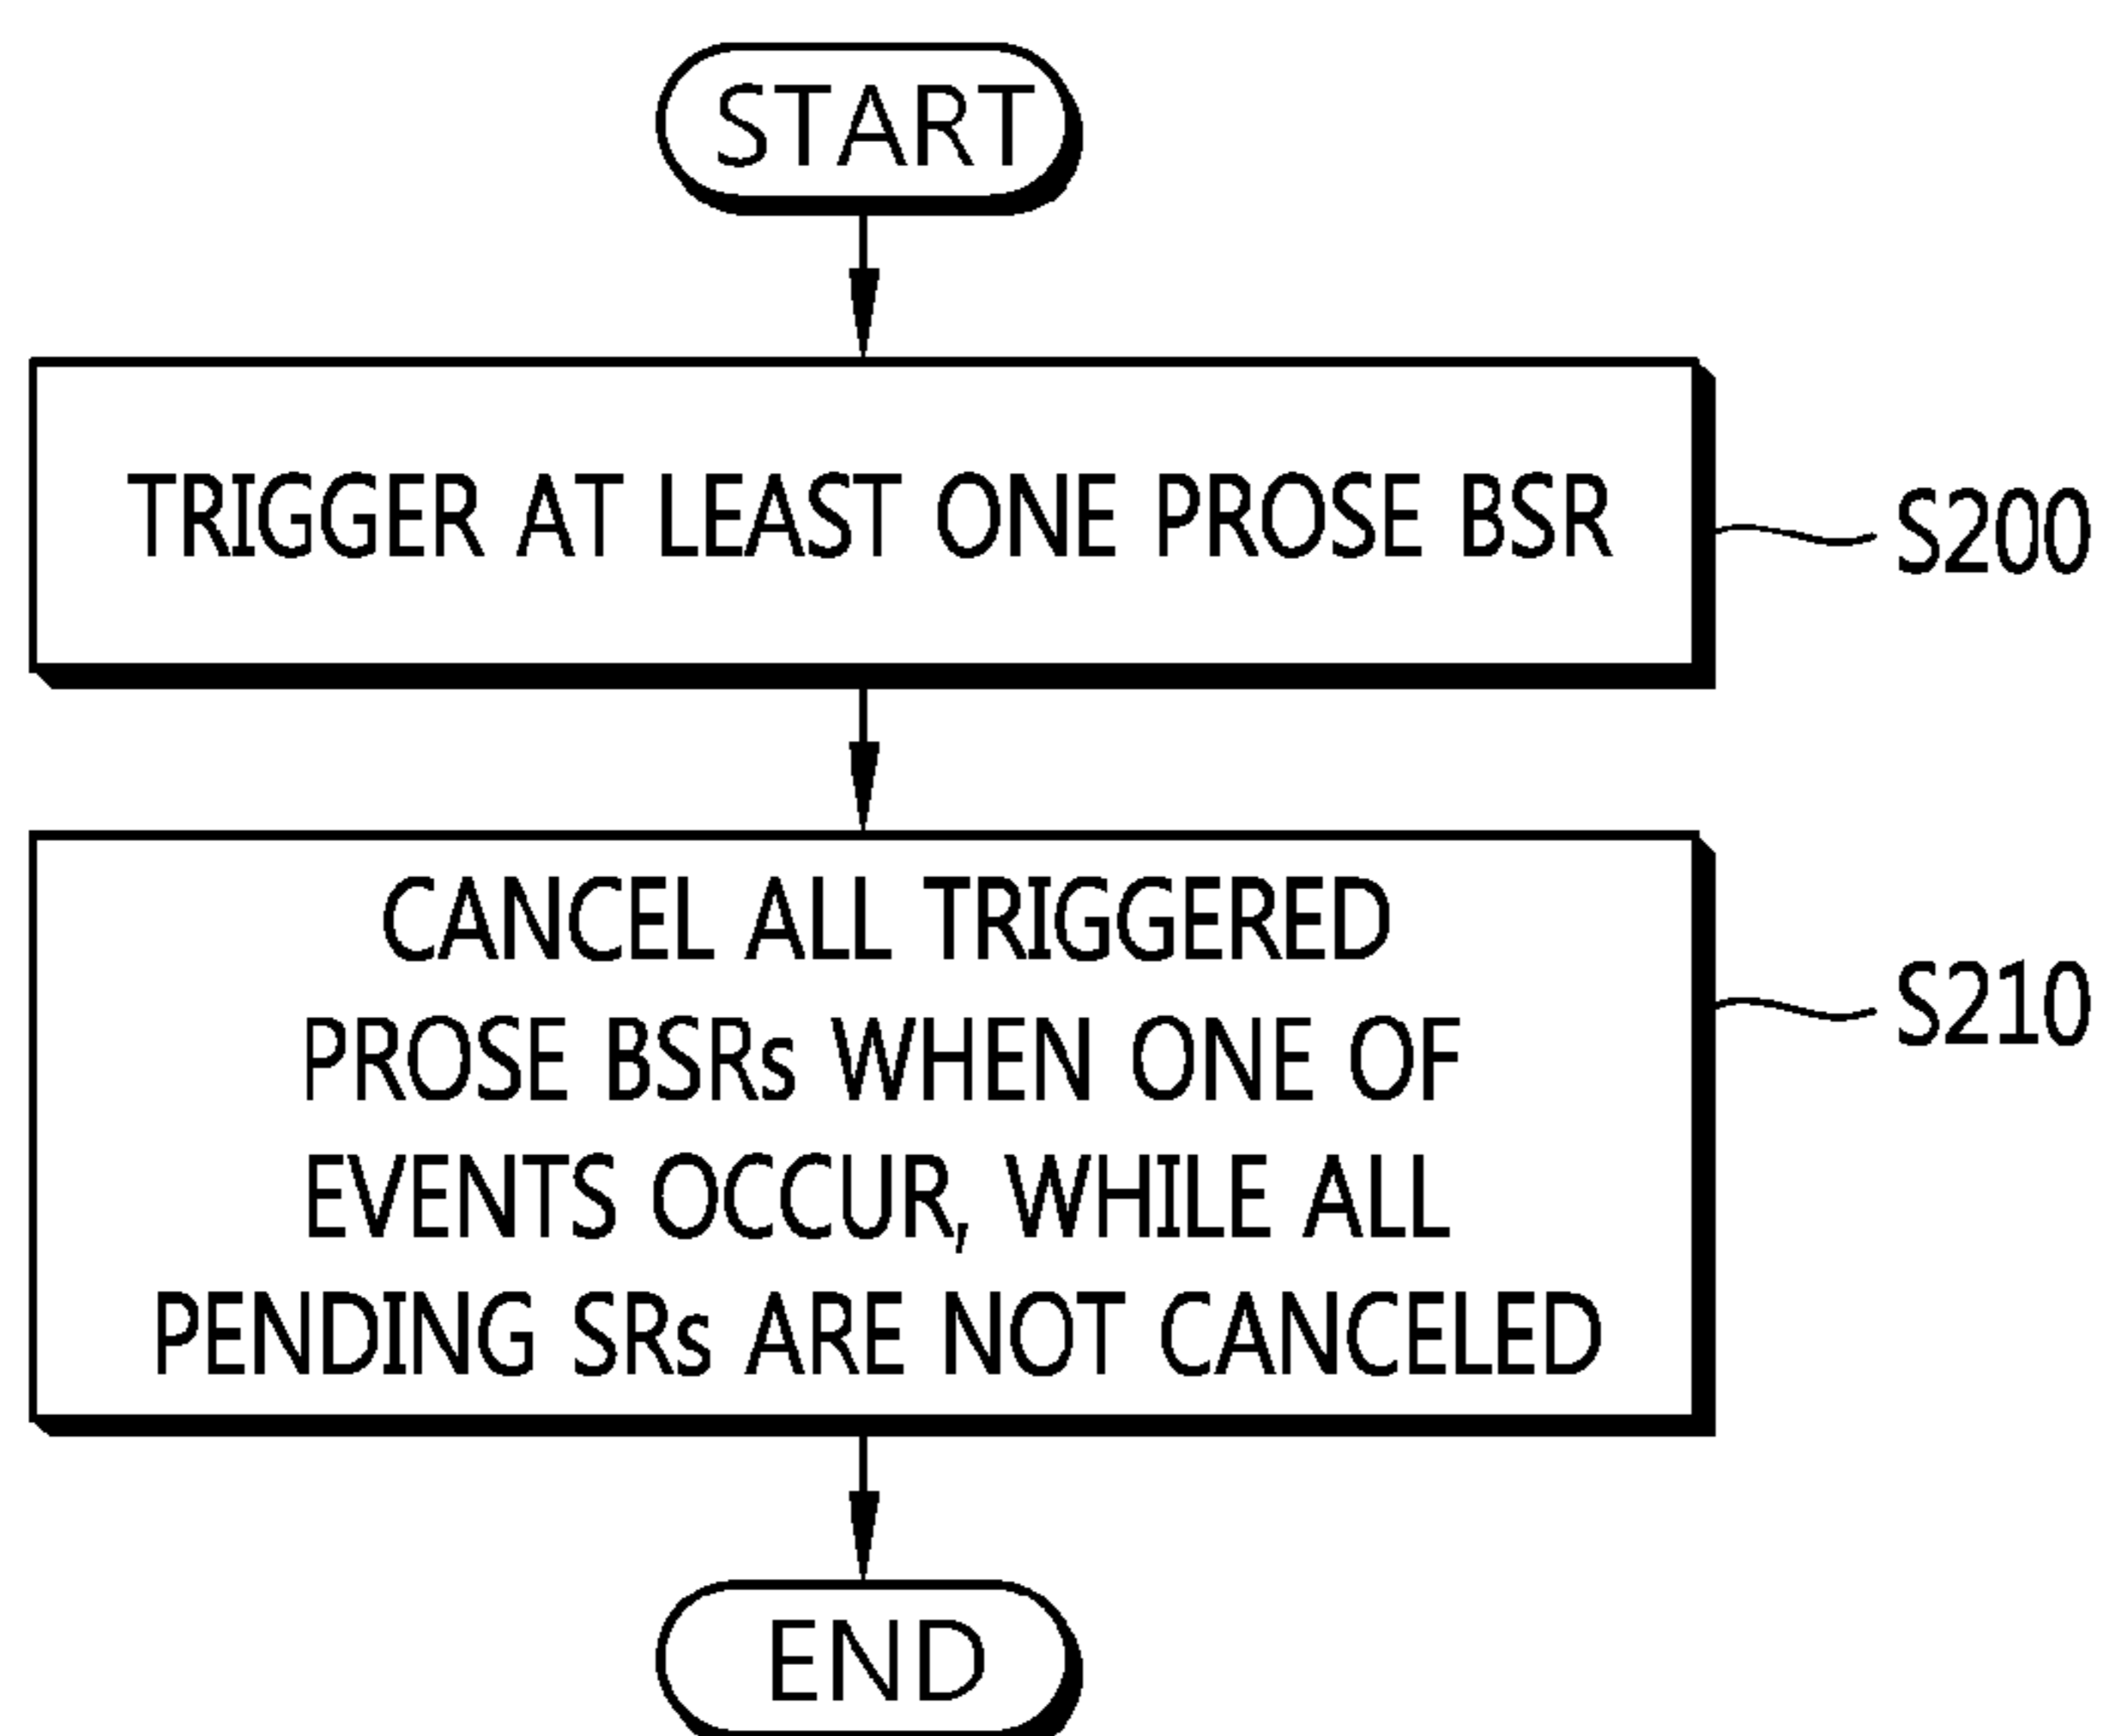 START
TRIGGER AT LEAST ONE PROSE BSR
S200
CANCEL ALL TRIGGERED
PROSE BSRs WHEN ONE OF
EVENTS OCCUR, WHILE ALL
PENDING SRs ARE NOT CANCELED
S210
END